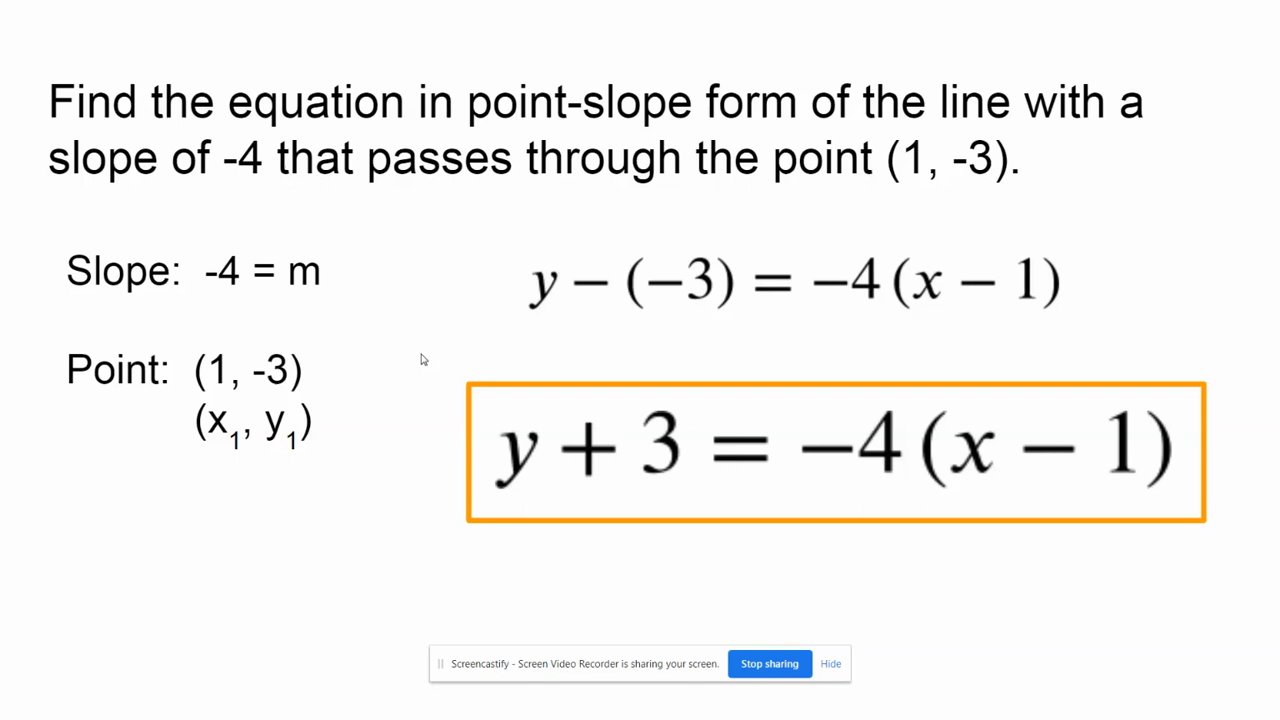 Find the equation in point-slope form of the line with a
slope of -4 that passes through the point (1, -3).
Slope: -4 = m
y − (−3) = −4 (x − 1)
Point: (1, -3)
(x₁, y₁)
y + 3 = −4 (x − 1)
Screencastify - Screen Video Recorder is sharing your screen. Stop sharing Hide